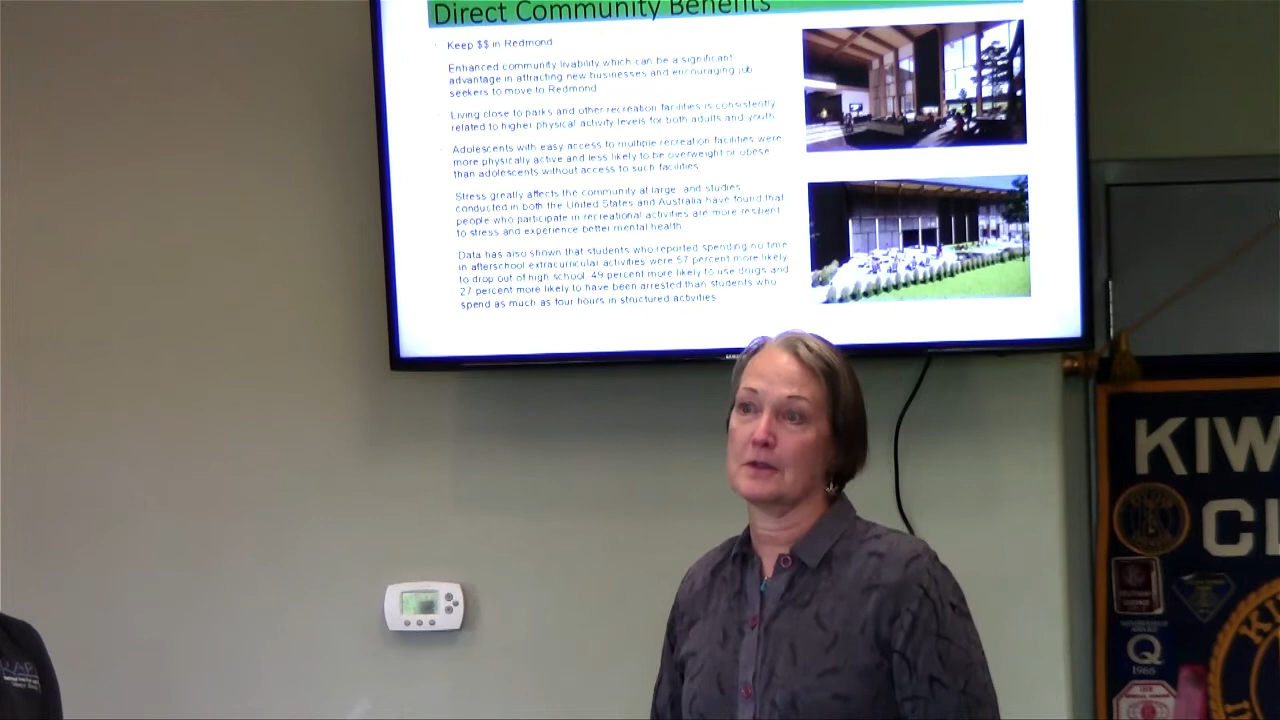 Direct Community Benefits
Keep $$ in Redmond
Enhanced community livability which can be a significant
advantage in attracting new businesses and encouraging job
seekers to move to Redmond
Living close to parks and other recreation facilities is consistently
related to higher physical activity levels for both adults and youth
Adolescents with easy access to multiple recreation facilities were
more physically active and less likely to be overweight or obese
than adolescents without access to such facilities
Stress greatly affects the community at large and studies
conducted in both the United States and Australia have found that
people who participate in recreational activities are more resilient
to stress and experience better mental health
Data has also shown that students who reported spending no time
in afterschool extracurricular activities were 57 percent more likely
to drop out of high school, 49 percent more likely to use drugs and
27 percent more likely to have been arrested than students who
spend as much as four hours in structured activities
KIW
CL
Q
1966
KI
RAP